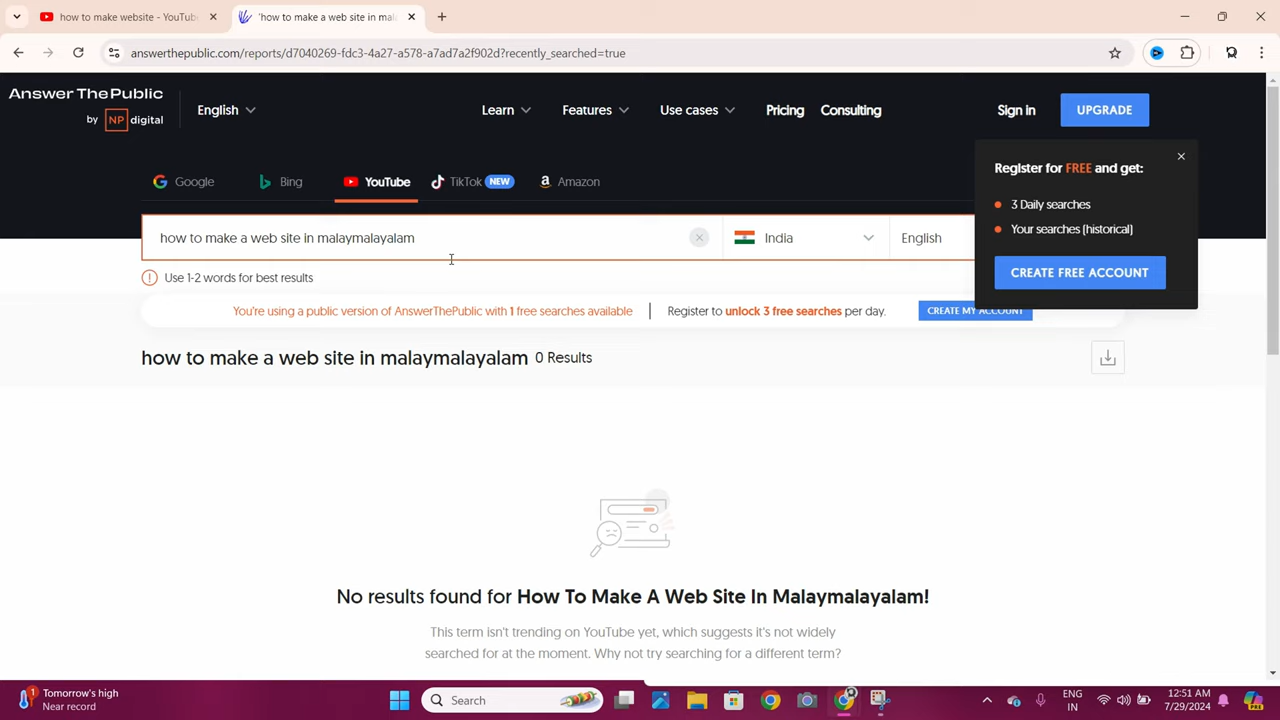 how to make website - YouTub
'how to make a web site in mal
answerthepublic.com/reports/d7040269-fdc3-4a27-a578-a7ad7a2f902d?recently_searched=true
Answer The Public
by NP digital
English
Learn
Features
Use cases
Pricing
Consulting
Sign in
UPGRADE
Google
Bing
YouTube
TikTok NEW
Amazon
Register for FREE and get:
3 Daily searches
Your searches (historical)
CREATE FREE ACCOUNT
how to make a web site in malaymalayalam
India
English
Use 1-2 words for best results
You're using a public version of AnswerThePublic with 1 free searches available
Register to unlock 3 free searches per day.
CREATE MY ACCOUNT
how to make a web site in malaymalayalam 0 Results
No results found for How To Make A Web Site In Malaymalayalam!
This term isn't trending on YouTube yet, which suggests it's not widely
searched for at the moment. Why not try searching for a different term?
1
Tomorrow's high
Near record
Search
ENG
IN
12:51 AM
7/29/2024